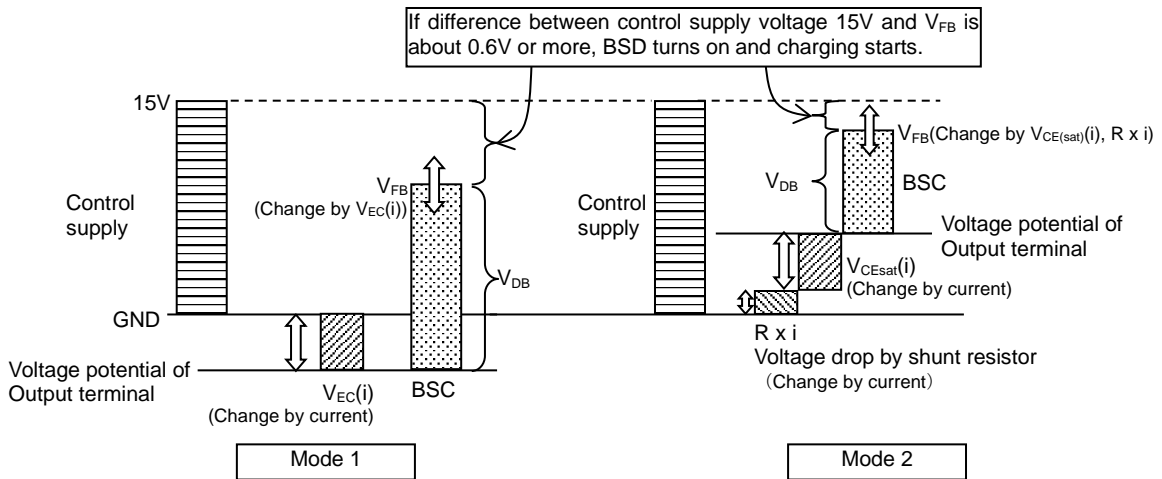 If difference between control supply voltage 15V and VFB is
about 0.6V or more, BSD turns on and charging starts.
15V
Control
supply
GND
Voltage potential of
Output terminal
VFB
(Change by VEC(i))
VDB
VEC(i)
(Change by current)
BSC
Mode 1
Control
supply
VFB(Change by VCE(sat)(i), R x i)
VDB
BSC
Voltage potential of
Output terminal
VCEsat(i)
(Change by current)
R x i
Voltage drop by shunt resistor
（Change by current）
Mode 2